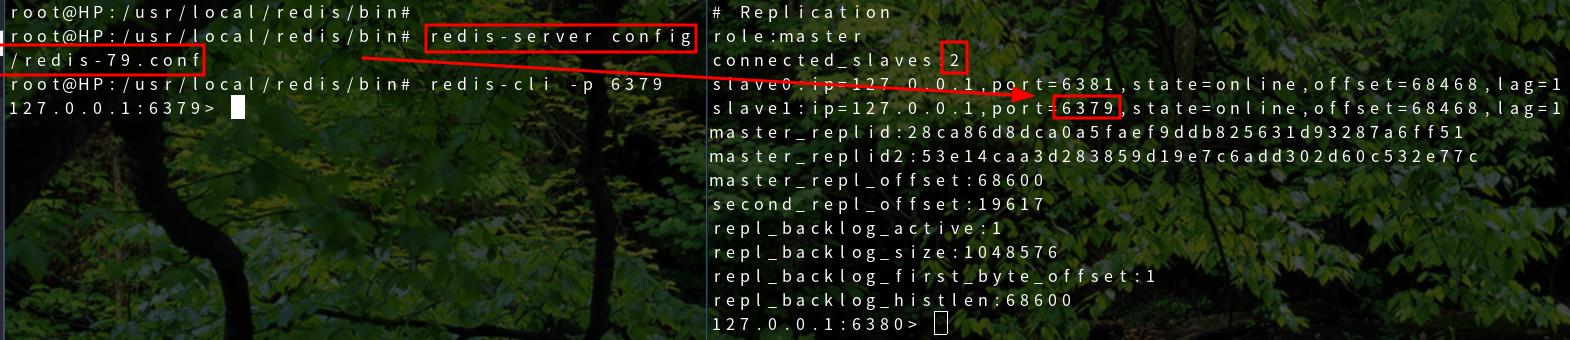 root@HP:/usr/local/redis/bin#
root@HP:/usr/local/redis/bin# redis-server config
/redis-79.conf
root@HP:/usr/local/redis/bin# redis-cli -p 6379
127.0.0.1:6379>
# Replication
role:master
connected_slaves:2
slave0:ip=127.0.0.1,port=6381,state=online,offset=68468,lag=1
slave1:ip=127.0.0.1,port=6379,state=online,offset=68468,lag=1
master_replid:28ca86d8dca0a5faef9ddb825631d93287a6ff51
master_replid2:53e14caa3d283859d19e7c6add302d60c532e77c
master_repl_offset:68600
second_repl_offset:19617
repl_backlog_active:1
repl_backlog_size:1048576
repl_backlog_first_byte_offset:1
repl_backlog_histlen:68600
127.0.0.1:6380>